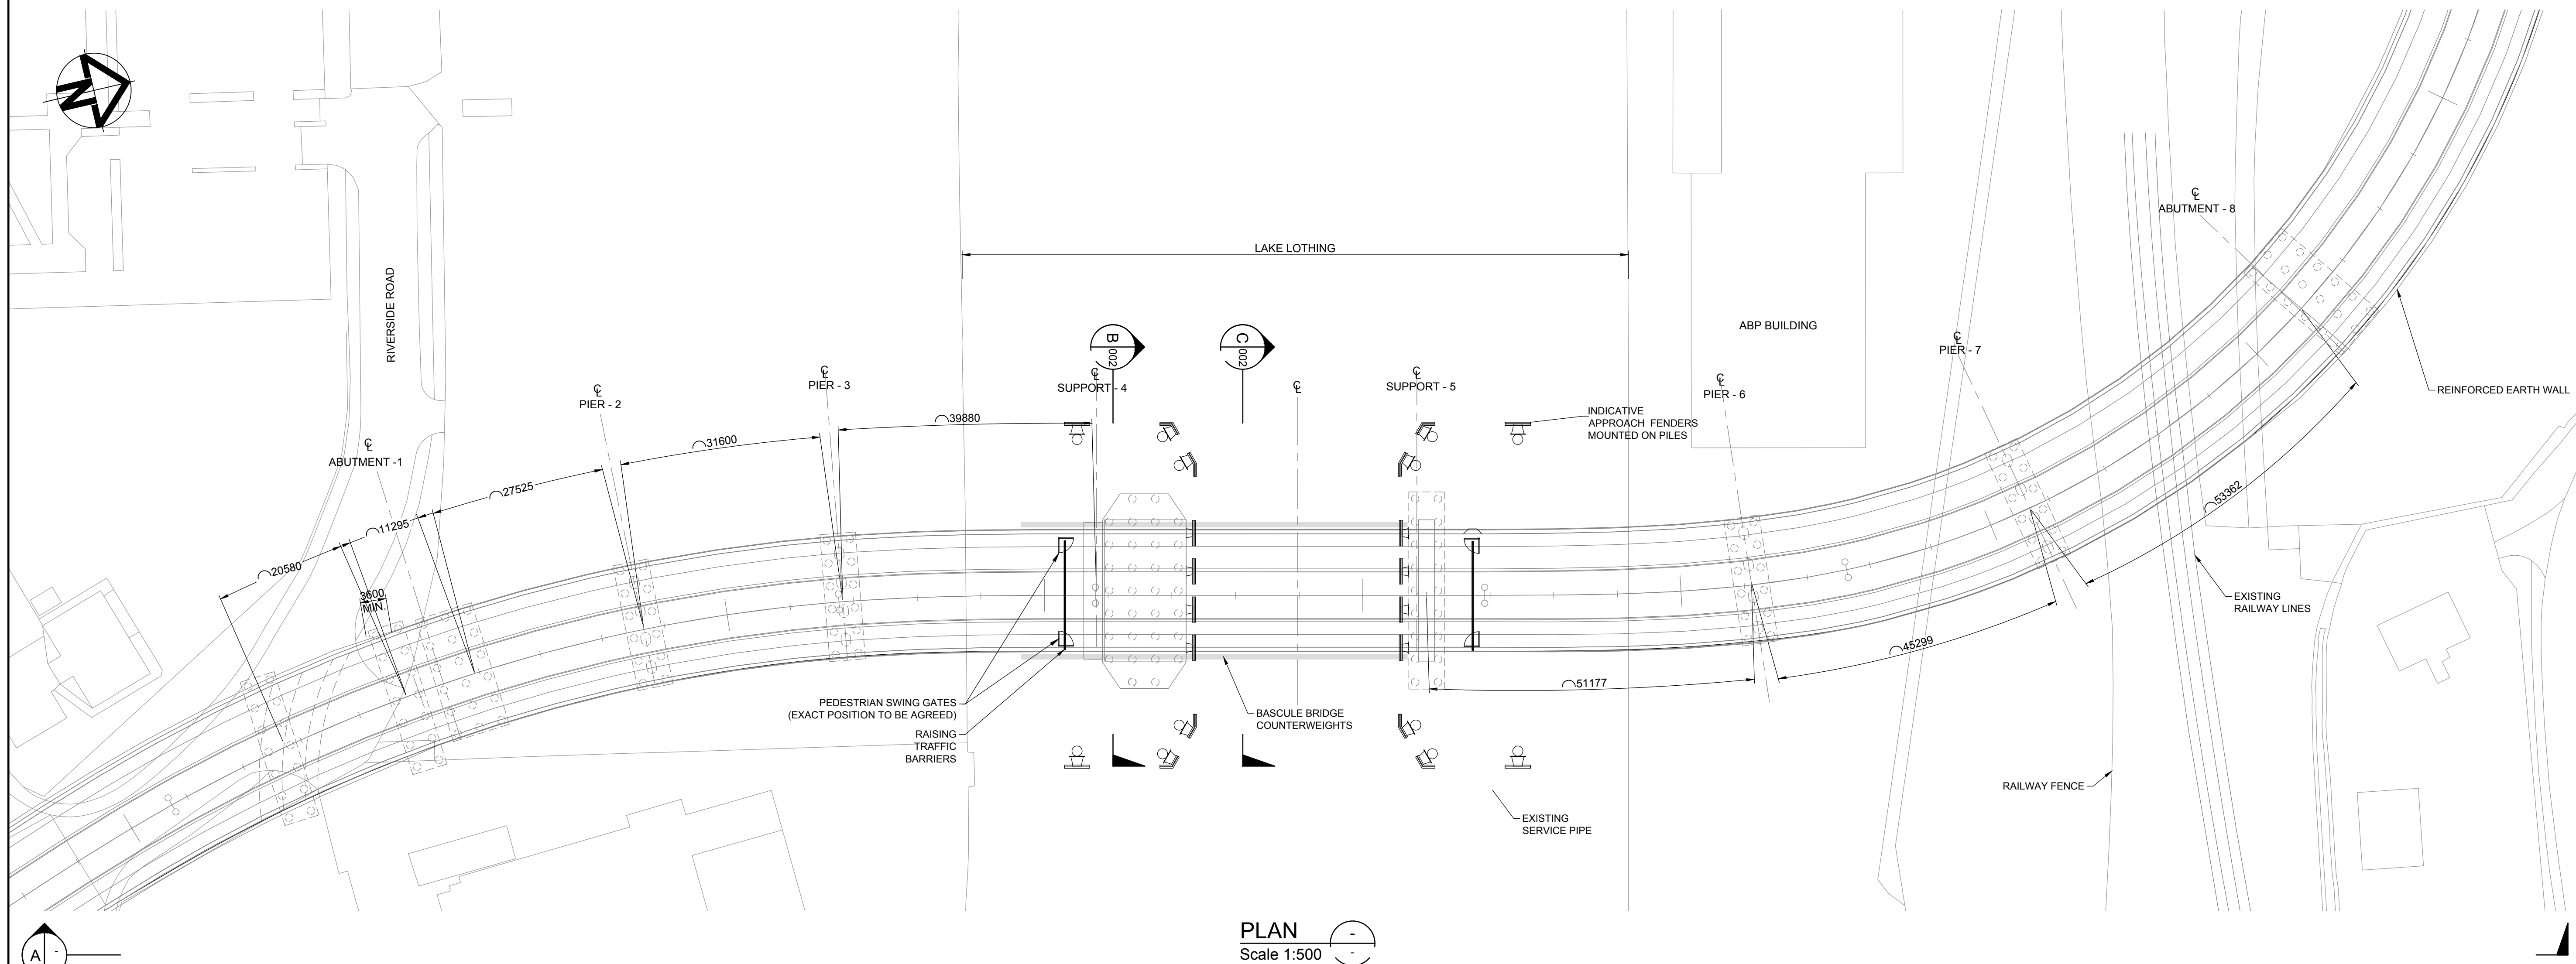 N
LAKE LOTHING
RIVERSIDE ROAD
ABP BUILDING
℄
ABUTMENT - 8
℄
PIER - 7
B
002
C
002
℄
PIER - 3
℄
SUPPORT - 4
℄
℄
SUPPORT - 5
℄
PIER - 6
℄
PIER - 2
℄
ABUTMENT -1
REINFORCED EARTH WALL
INDICATIVE
APPROACH FENDERS
MOUNTED ON PILES
39880
31600
27525
11295
20580
3600
MIN.
53362
45299
51177
EXISTING
RAILWAY LINES
PEDESTRIAN SWING GATES
(EXACT POSITION TO BE AGREED)
RAISING
TRAFFIC
BARRIERS
BASCULE BRIDGE
COUNTERWEIGHTS
RAILWAY FENCE
EXISTING
SERVICE PIPE
A
-
PLAN
Scale 1:500
-
-